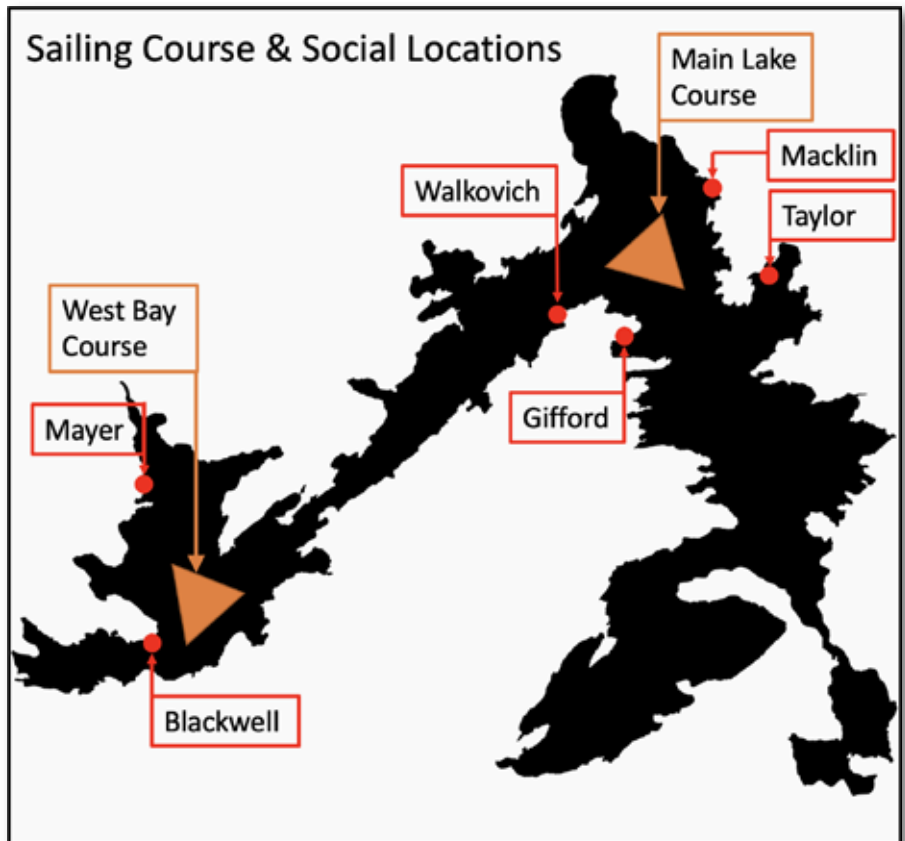 Sailing Course & Social Locations
Main Lake
Course
Macklin
Walkovich
Taylor
West Bay
Course
Gifford
Mayer
Blackwell